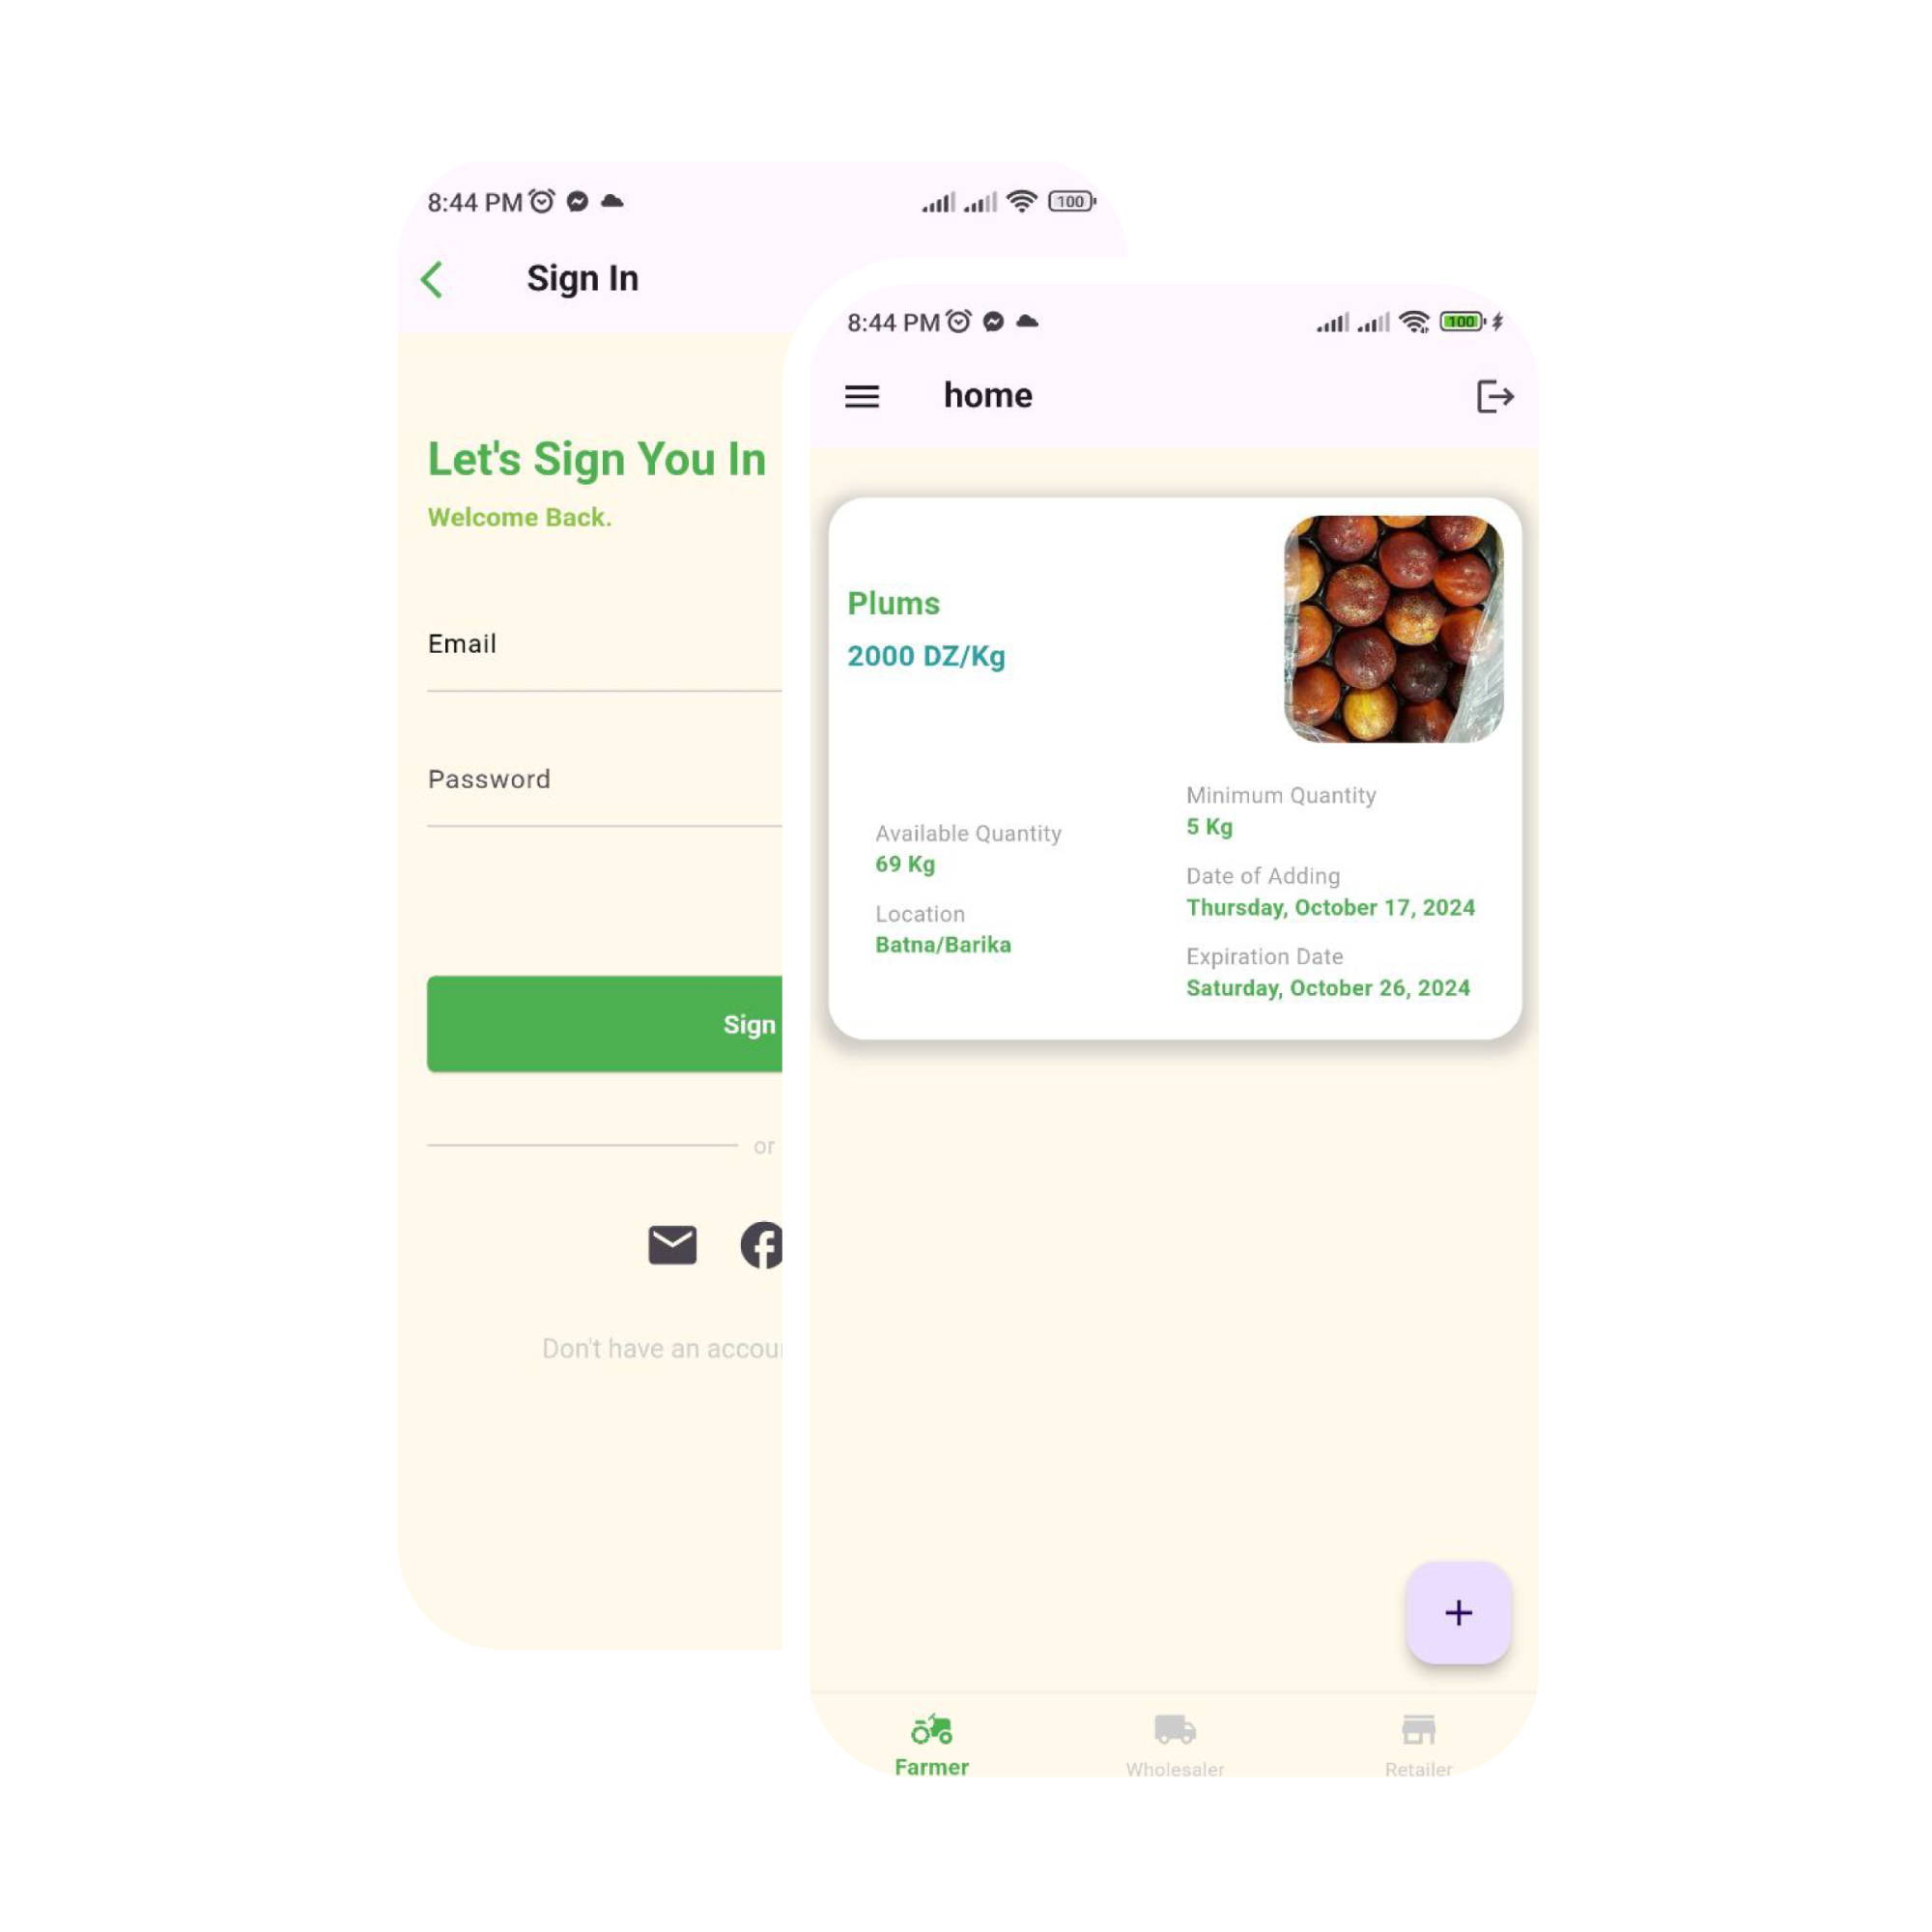 8:44 PM
100
Sign In
Let's Sign You In
Welcome Back.
Email
Password
Sign
or
Don't have an accou
8:44 PM
100
home
Plums
2000 DZ/Kg
Available Quantity
69 Kg
Location
Batna/Barika
Minimum Quantity
5 Kg
Date of Adding
Thursday, October 17, 2024
Expiration Date
Saturday, October 26, 2024
+
Farmer
Wholesaler
Retailer